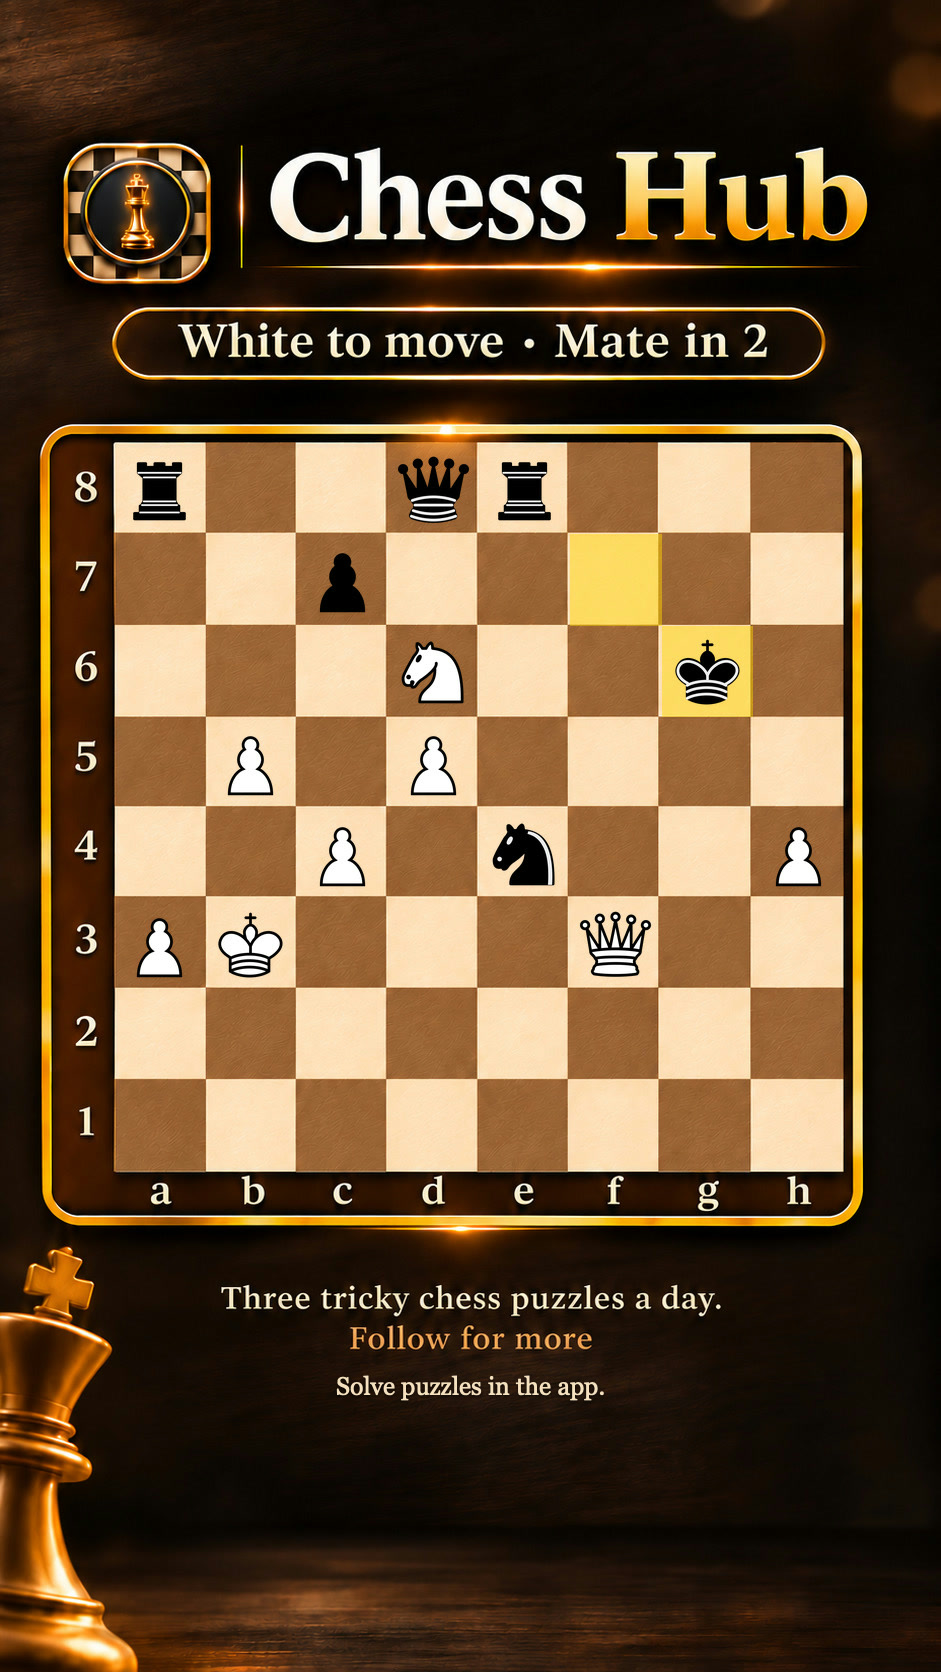 Chess Hub
White to move • Mate in 2
8
7
6
5
4
3
2
1
a b c d e f g h
Three tricky chess puzzles a day.
Follow for more
Solve puzzles in the app.